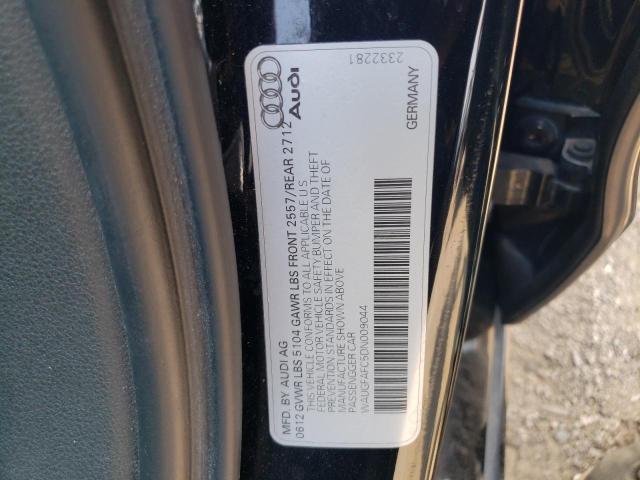 2332281
Audi
GERMANY
MFD. BY AUDI AG
0612 GVWR LBS 5104 GAWR LBS FRONT 2557/REAR 2712
THIS VEHICLE CONFORMS TO ALL APPLICABLE U.S.
FEDERAL MOTOR VEHICLE SAFETY BUMPER AND THEFT
PREVENTION STANDARDS IN EFFECT ON THE DATE OF
MANUFACTURE SHOWN ABOVE
PASSENGER CAR
WAUGFAFC5DN009044